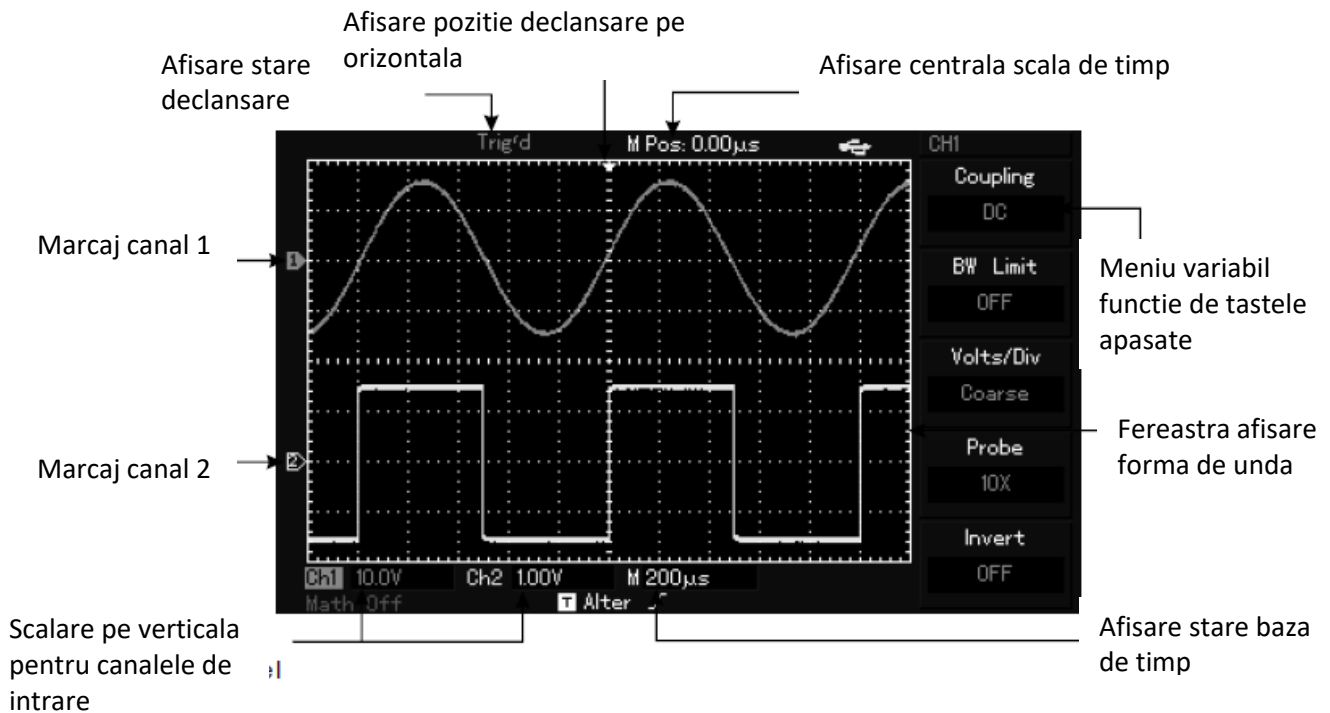 Afisare pozitie declansare pe
orizontala
Afisare stare
declansare
Afisare centrala scala de timp
Trig'd
M Pos: 0.00µs
CH1
Coupling
DC
Marcaj canal 1
1
BW Limit
OFF
Meniu variabil
functie de tastele
apasate
Volts/Div
Coarse
Fereastra afisare
forma de unda
Probe
10X
Marcaj canal 2
2
Invert
OFF
Ch1 10.0V Ch2 1.00V M 200µs
Math Off T Alter
Scalare pe verticala
pentru canalele de
intrare
el
Afisare stare baza
de timp